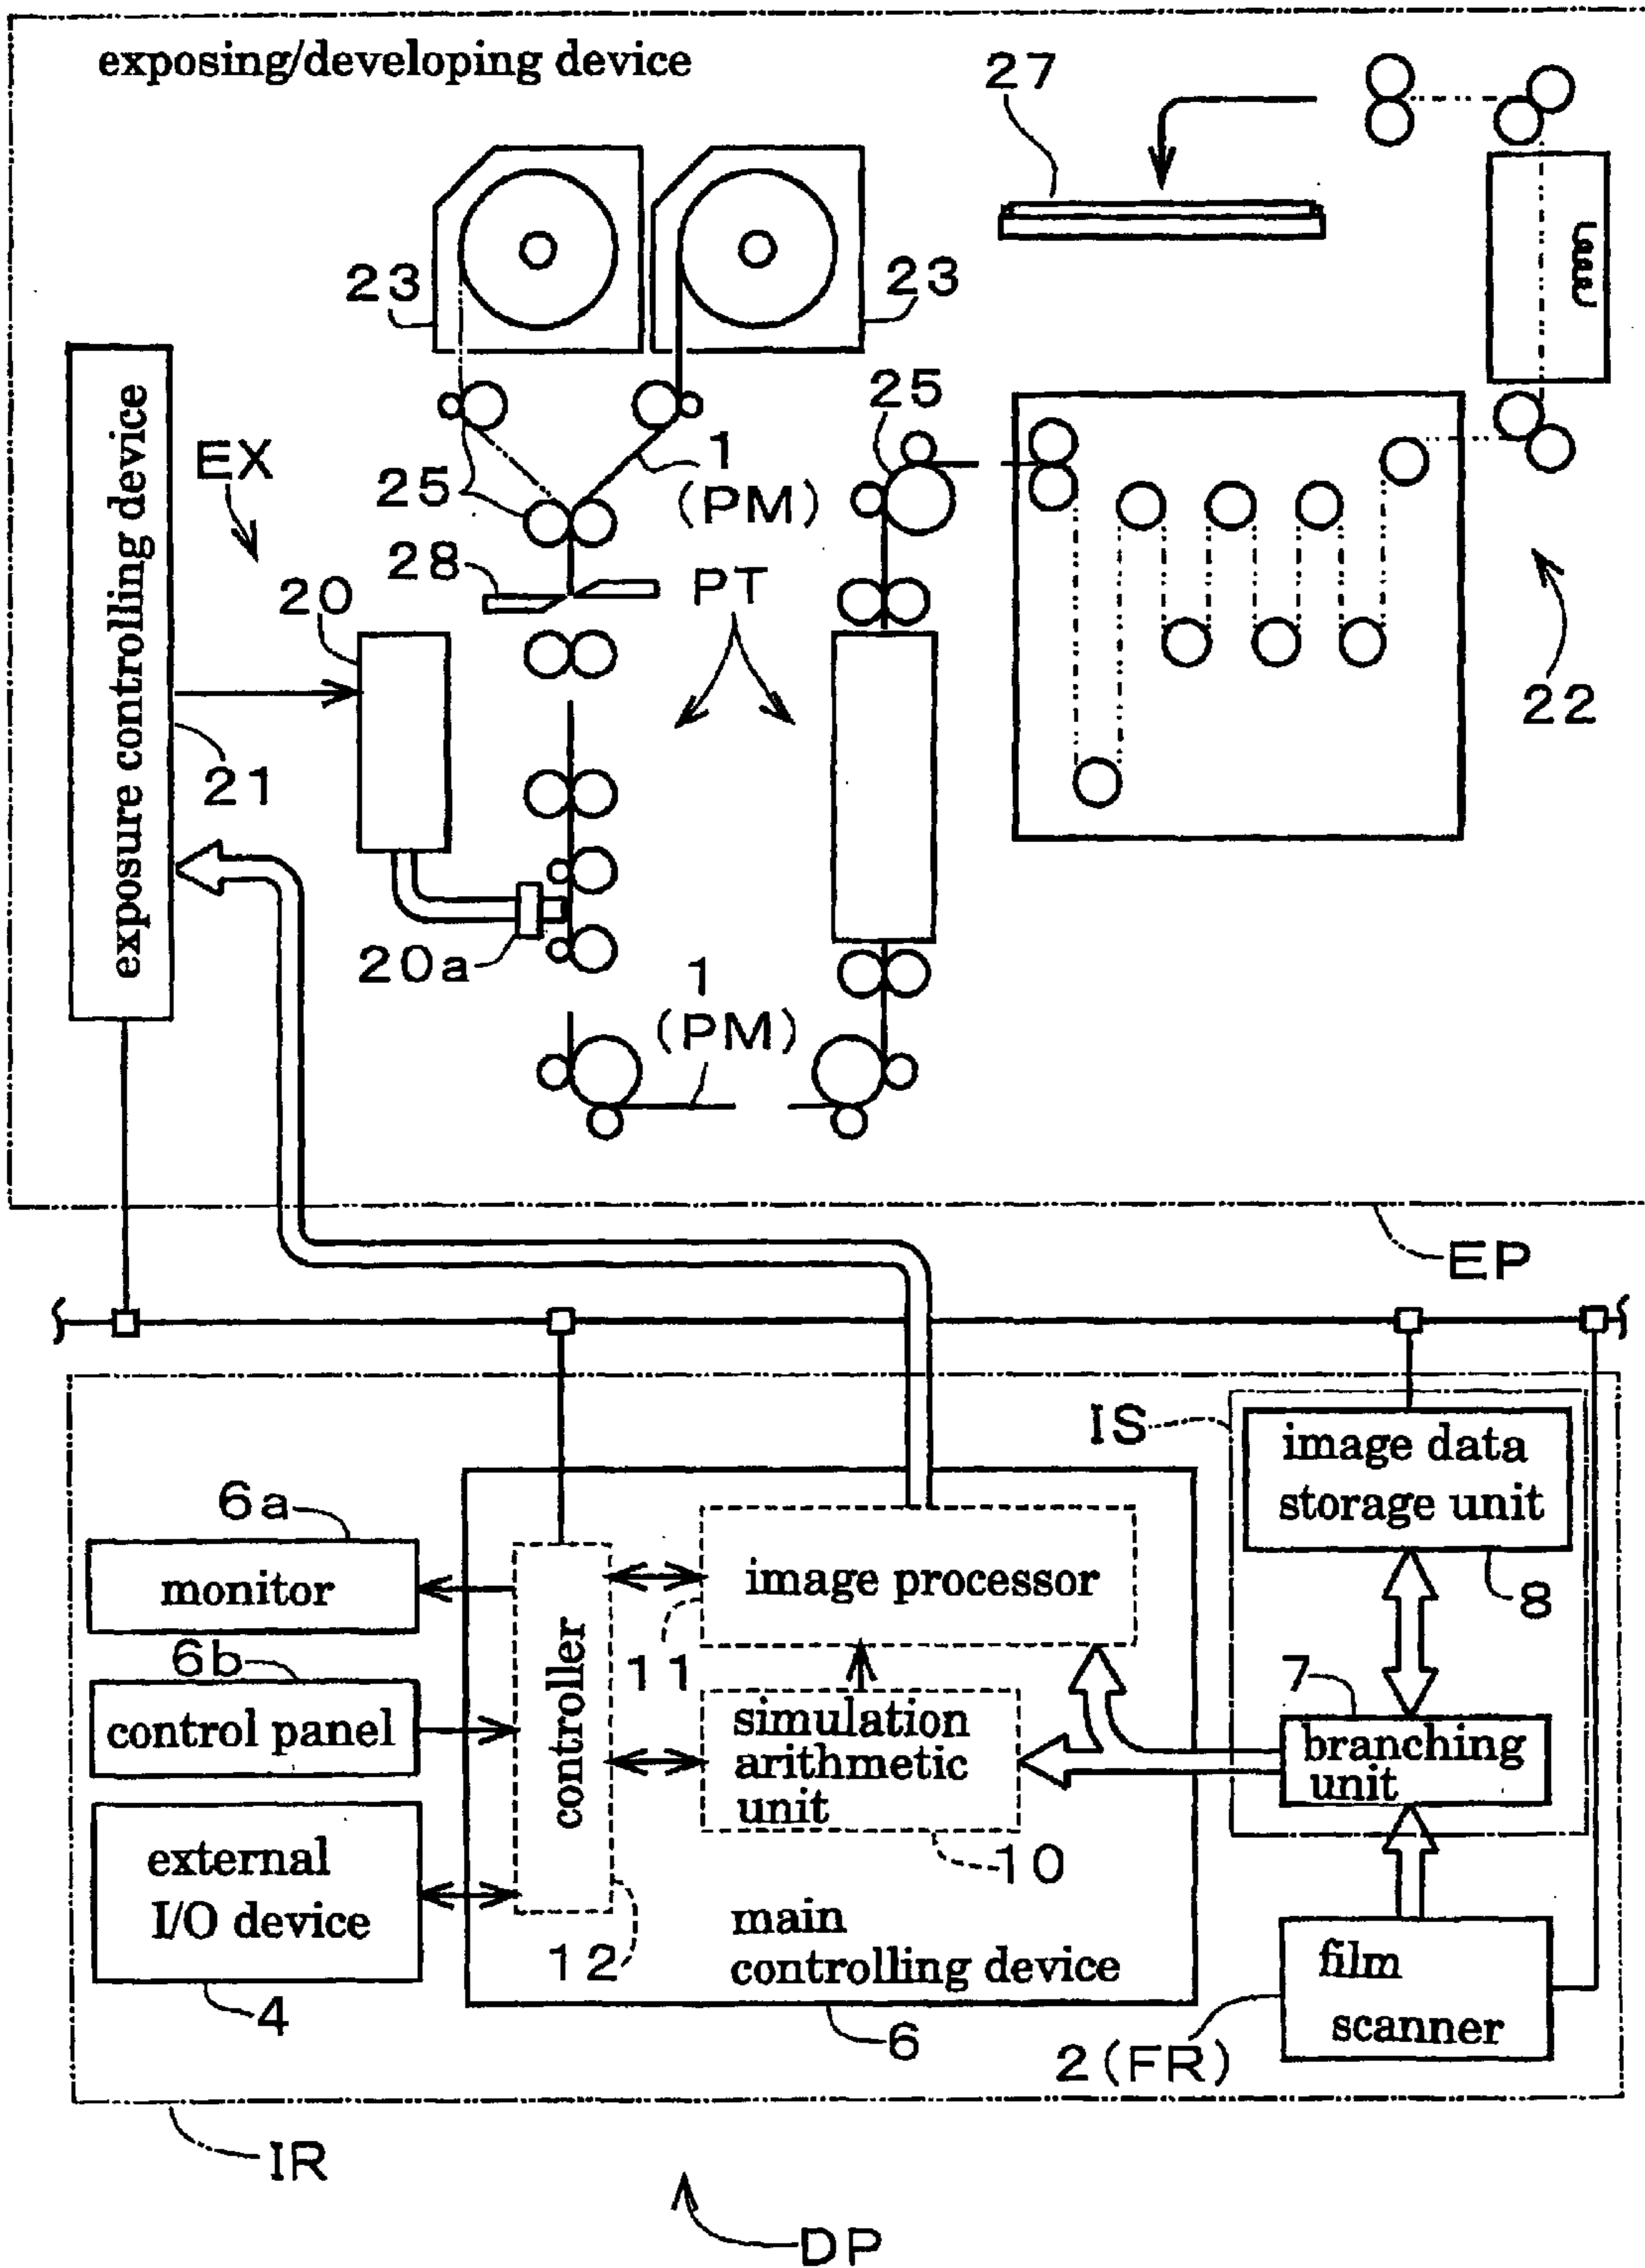 exposing/developing device
27
23
23
25
1
(PM)
25
EX
exposure controlling device
28
PT
20
22
21
20a
1
(PM)
EP
IS
image data
storage unit
6a
8
monitor
image processor
6b
11
7
control panel
controller
simulation
arithmetic
unit
branching
unit
10
external
I/O device
12
main
controlling device
film
scanner
4
6
2(FR)
IR
DP